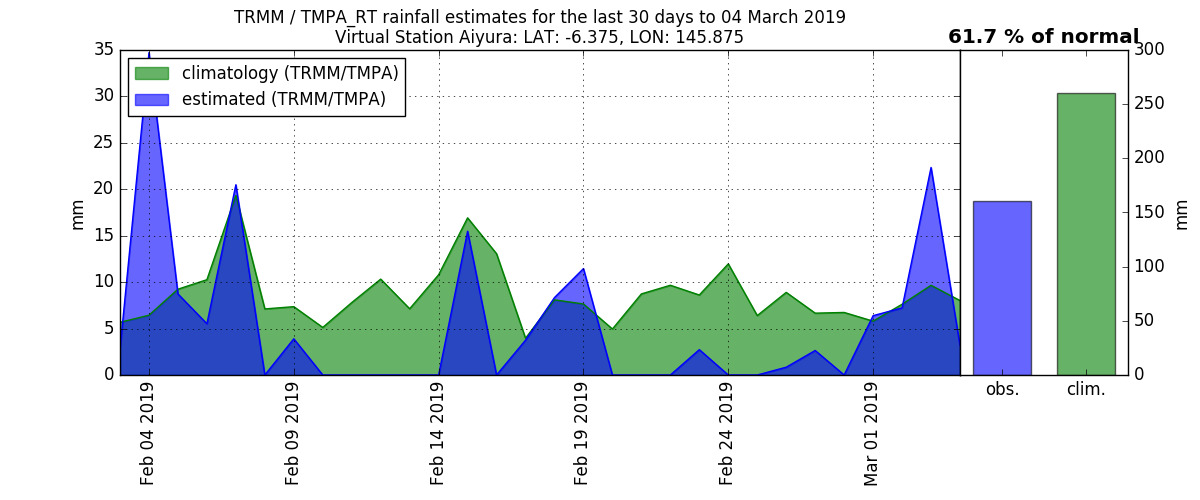 TRMM / TMPA_RT rainfall estimates for the last 30 days to 04 March 2019
Virtual Station Aiyura: LAT: -6.375, LON: 145.875
61.7 % of normal
climatology (TRMM/TMPA)
estimated (TRMM/TMPA)
mm
35
30
25
20
15
10
5
0
Feb 04 2019
Feb 09 2019
Feb 14 2019
Feb 19 2019
Feb 24 2019
Mar 01 2019
obs.
clim.
300
250
200
150
100
50
0
mm